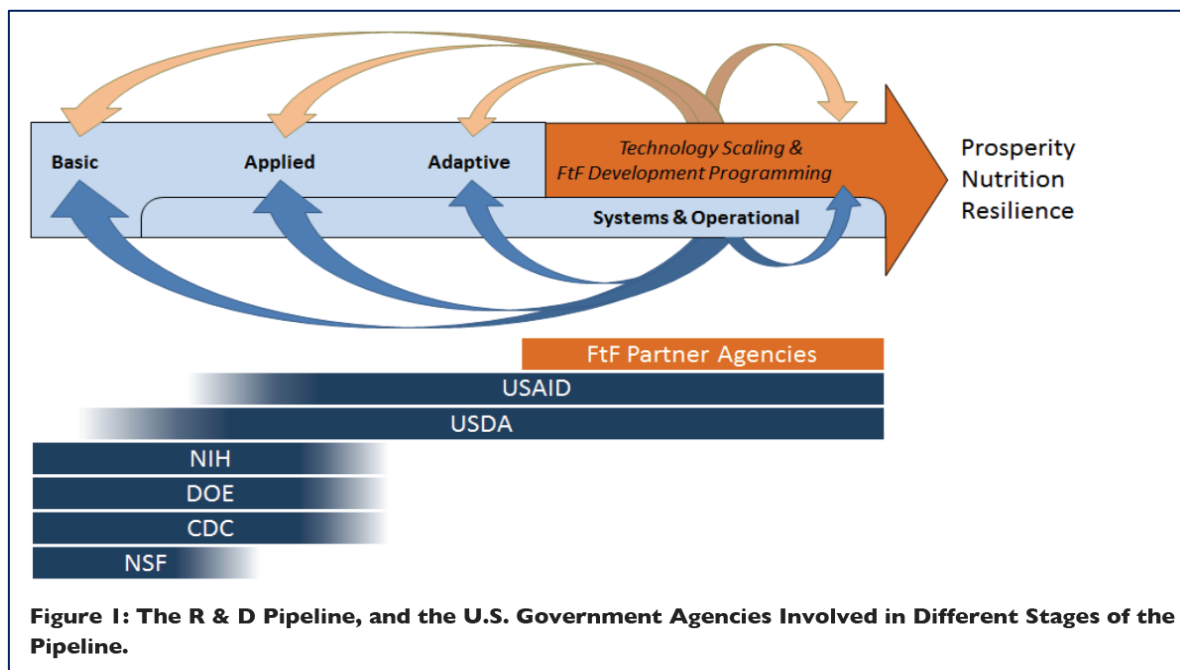 Basic
Applied
Adaptive
Technology Scaling &
FtF Development Programming
Systems & Operational
Prosperity
Nutrition
Resilience
FtF Partner Agencies
USAID
USDA
NIH
DOE
CDC
NSF
Figure 1: The R & D Pipeline, and the U.S. Government Agencies Involved in Different Stages of the
Pipeline.